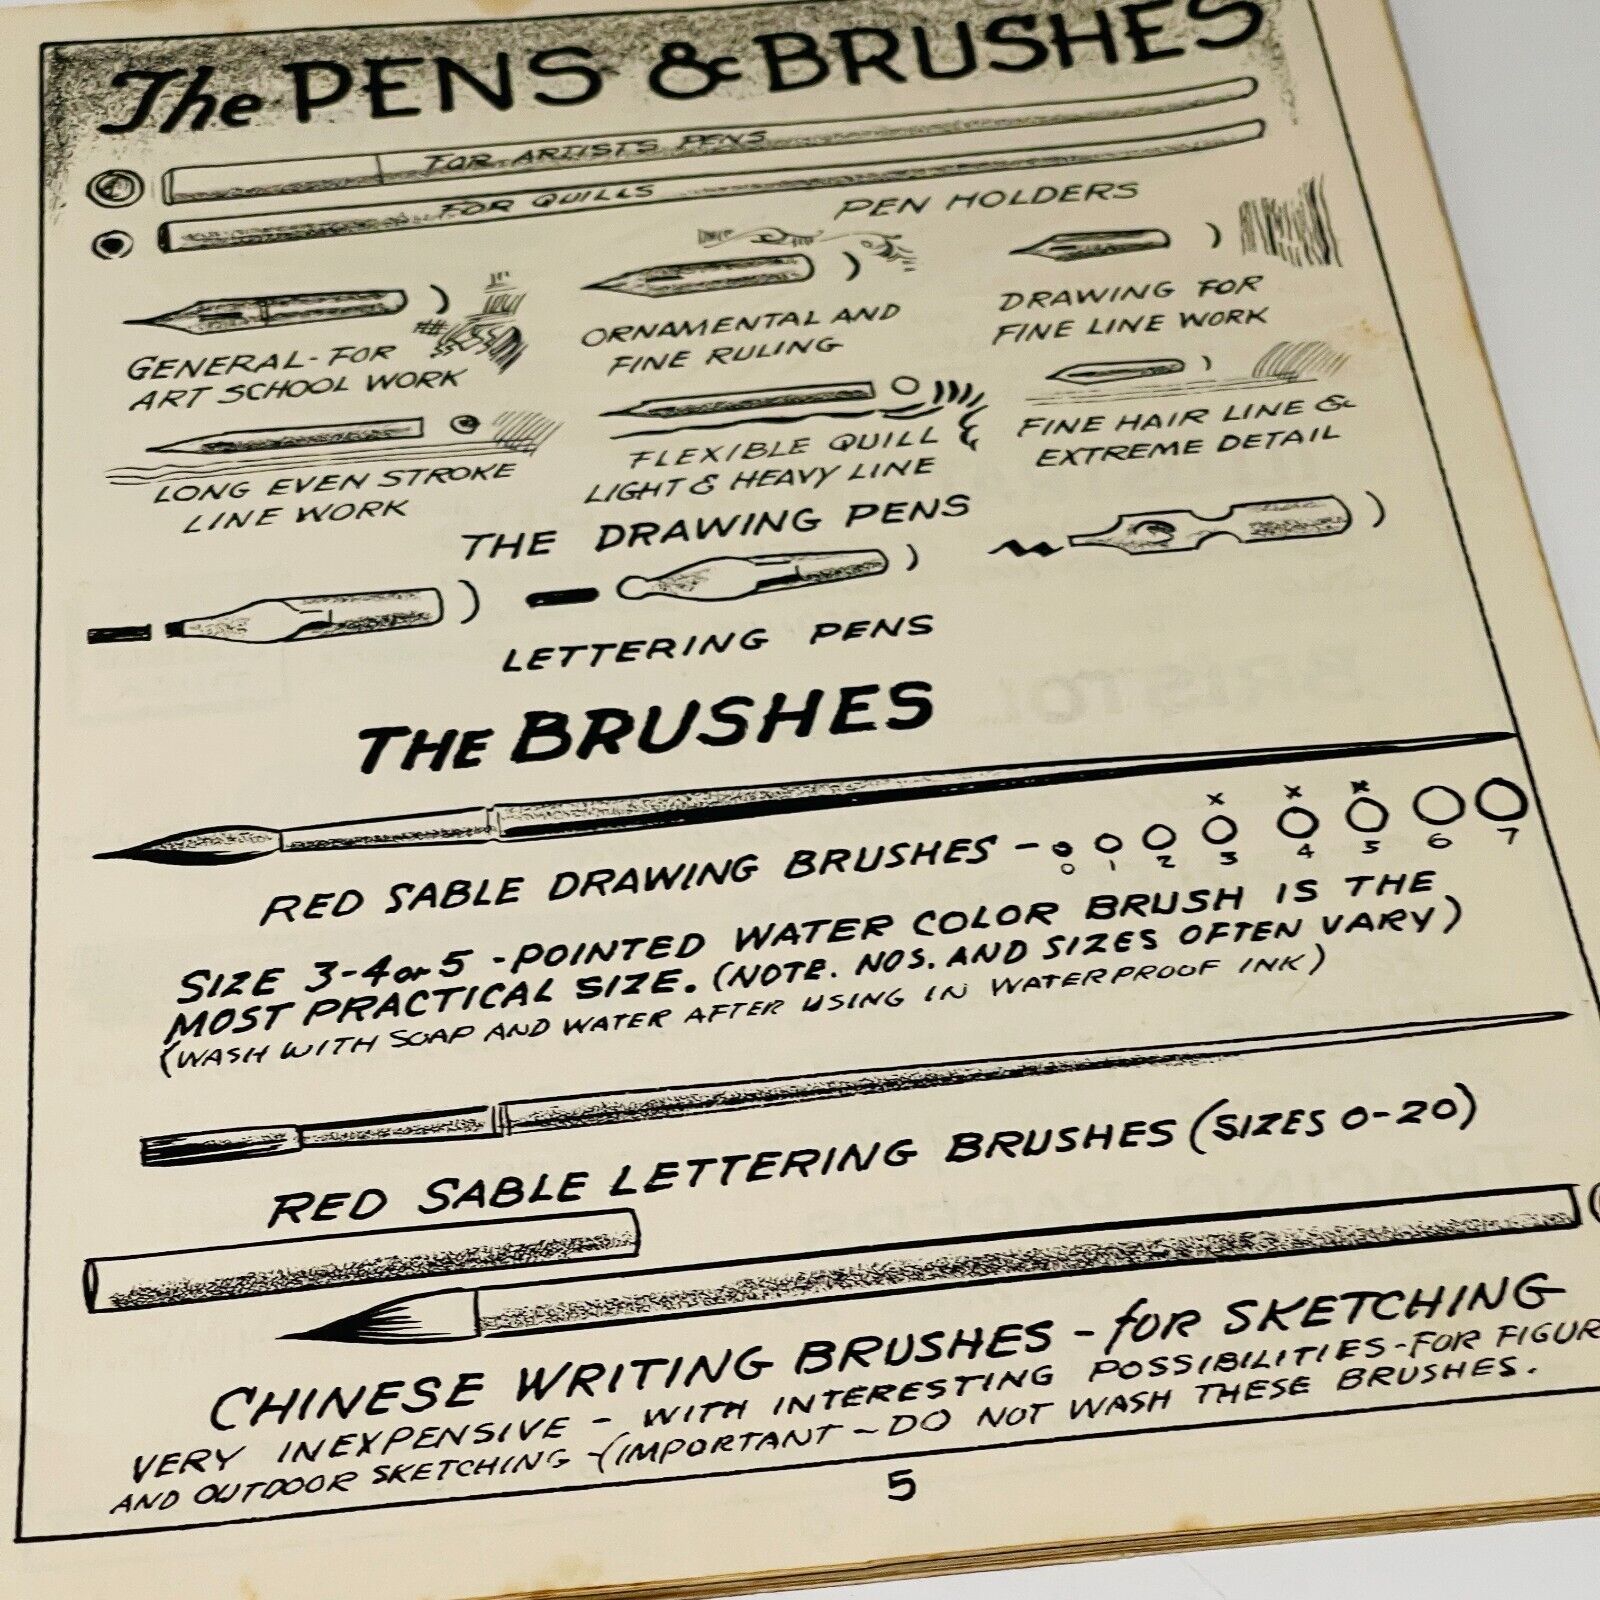 The PENS & BRUSHES
FOR ARTISTS PENS
FOR QUILLS
PEN HOLDERS
GENERAL-FOR
ART SCHOOL WORK
ORNAMENTAL AND
FINE RULING
DRAWING FOR
FINE LINE WORK
LONG EVEN STROKE
LINE WORK
FLEXIBLE QUILL
LIGHT & HEAVY LINE
FINE HAIR LINE &
EXTREME DETAIL
THE DRAWING PENS
LETTERING PENS
THE BRUSHES
x x x
RED SABLE DRAWING BRUSHES -
0 1 2 3 4 5 6 7
SIZE 3-4 or 5 - POINTED WATER COLOR BRUSH IS THE
MOST PRACTICAL SIZE. (NOTE. NOS. AND SIZES OFTEN VARY)
(WASH WITH SOAP AND WATER AFTER USING IN WATERPROOF INK)
RED SABLE LETTERING BRUSHES (SIZES 0-20)
CHINESE WRITING BRUSHES - for SKETCHING
VERY INEXPENSIVE - WITH INTERESTING POSSIBILITIES - FOR FIGUR
AND OUTDOOR SKETCHING - (IMPORTANT - DO NOT WASH THESE BRUSHES.
5